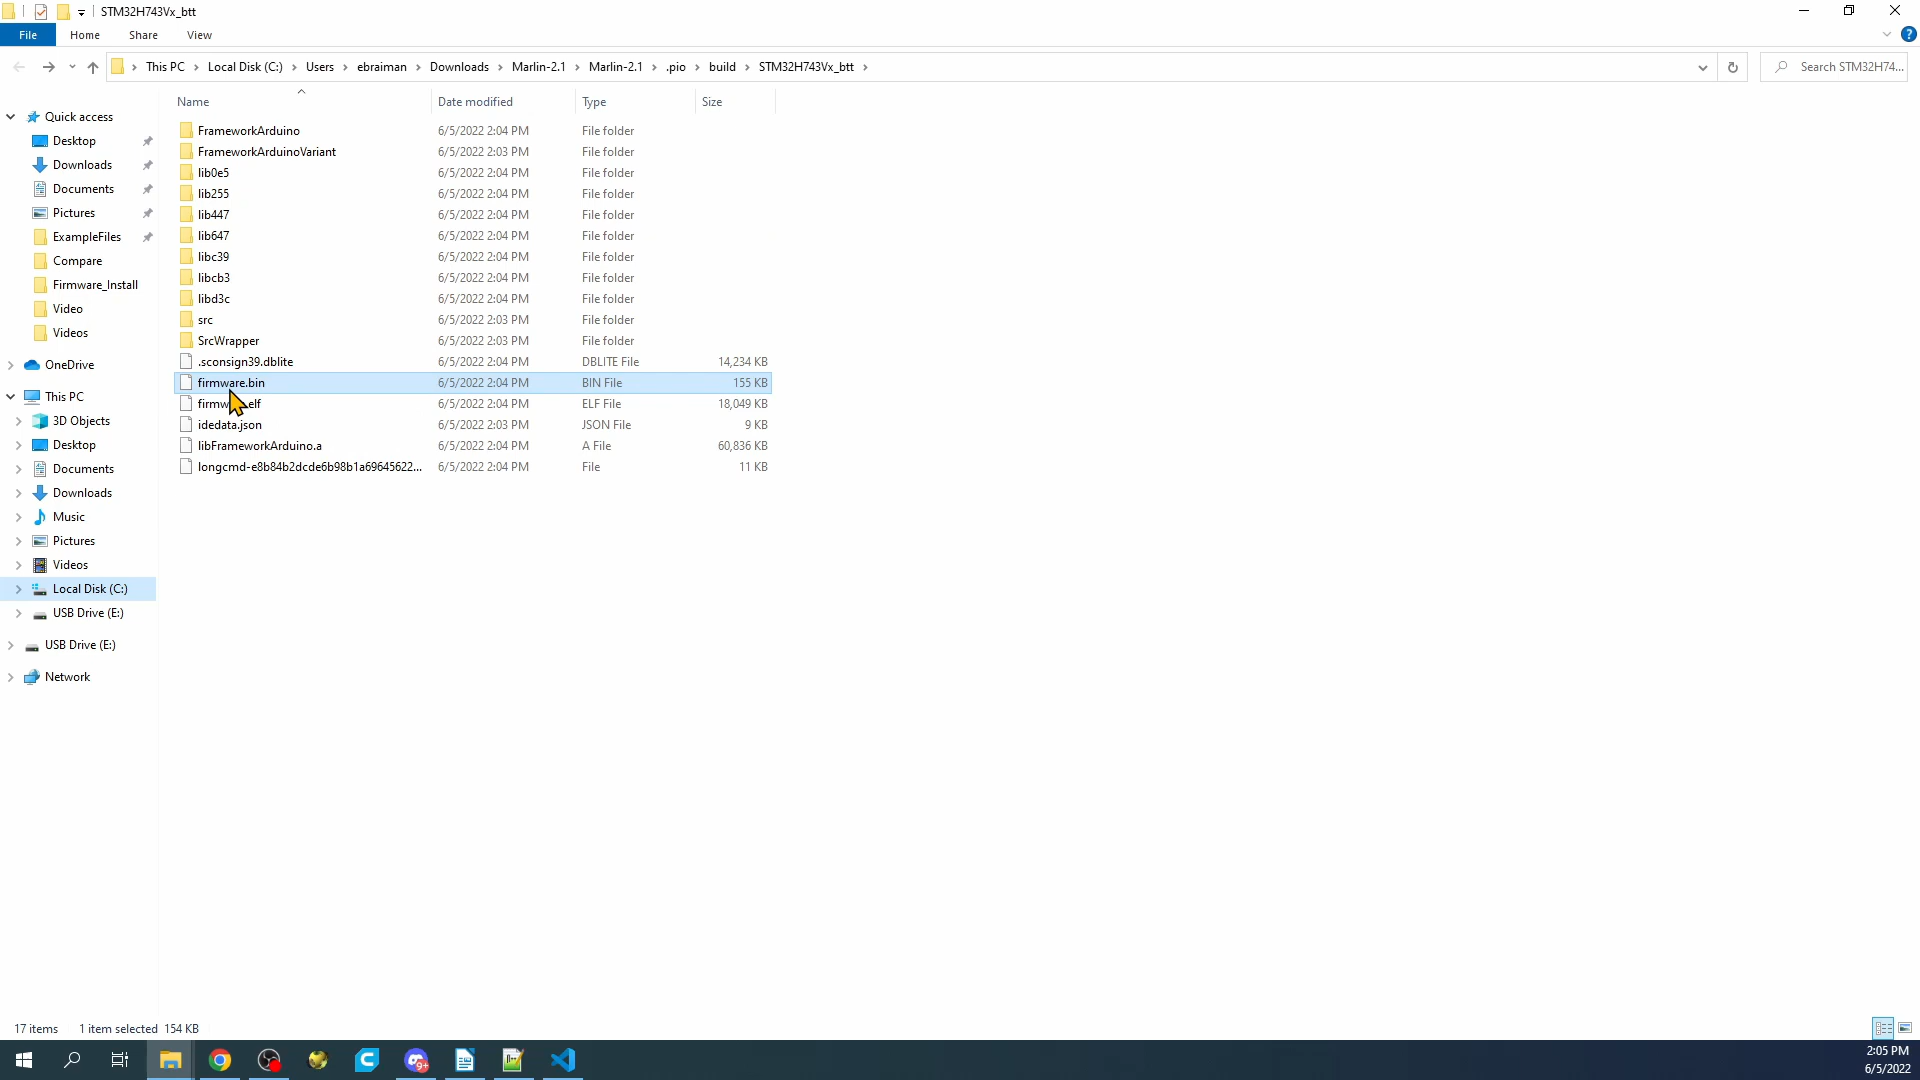 STM32H743Vx_btt
File Home Share View
This PC Local Disk (C:) Users ebraiman Downloads Marlin-2.1 Marlin-2.1 .pio build STM32H743Vx_btt Search STM32H74...
Name Date modified Type Size
Quick access
Desktop
Downloads
Documents
Pictures
ExampleFiles
Compare
Firmware_Install
Video
Videos
OneDrive
This PC
3D Objects
Desktop
Documents
Downloads
Music
Pictures
Videos
Local Disk (C:)
USB Drive (E:)
USB Drive (E:)
Network
FrameworkArduino 6/5/2022 2:04 PM File folder
FrameworkArduinoVariant 6/5/2022 2:03 PM File folder
lib0e5 6/5/2022 2:04 PM File folder
lib255 6/5/2022 2:04 PM File folder
lib447 6/5/2022 2:04 PM File folder
lib647 6/5/2022 2:04 PM File folder
libc39 6/5/2022 2:04 PM File folder
libcb3 6/5/2022 2:04 PM File folder
libd3c 6/5/2022 2:04 PM File folder
src 6/5/2022 2:03 PM File folder
SrcWrapper 6/5/2022 2:03 PM File folder
.sconsign39.dblite 6/5/2022 2:04 PM DBLITE File 14,234 KB
firmware.bin 6/5/2022 2:04 PM BIN File 155 KB
6/5/2022 2:04 PM ELF File 18,049 KB
idedata.json 6/5/2022 2:03 PM JSON File 9 KB
libFrameworkArduino.a 6/5/2022 2:04 PM A File 60,836 KB
longcmd-e8b84b2dcde6b98b1a69645622... 6/5/2022 2:04 PM File 11 KB
17 items 1 item selected 154 KB
9+
2:05 PM
6/5/2022